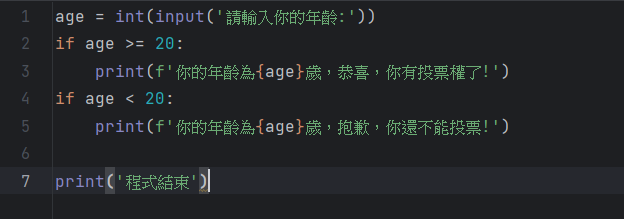 1 age = int(input('請輸入你的年齡:'))
2 if age >= 20:
3     print(f'你的年齡為{age}歲，恭喜，你有投票權了!')
4 if age < 20:
5     print(f'你的年齡為{age}歲，抱歉，你還不能投票!')
6
7 print('程式結束')